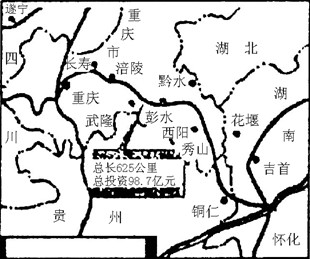 遂宁
重庆市
湖北
四川
长寿
涪陵
黔水
重庆
湖南
武隆
彭水
花堰
酉阳
秀山
吉首
总长625公里
总投资98.7亿元
贵州
铜仁
怀化